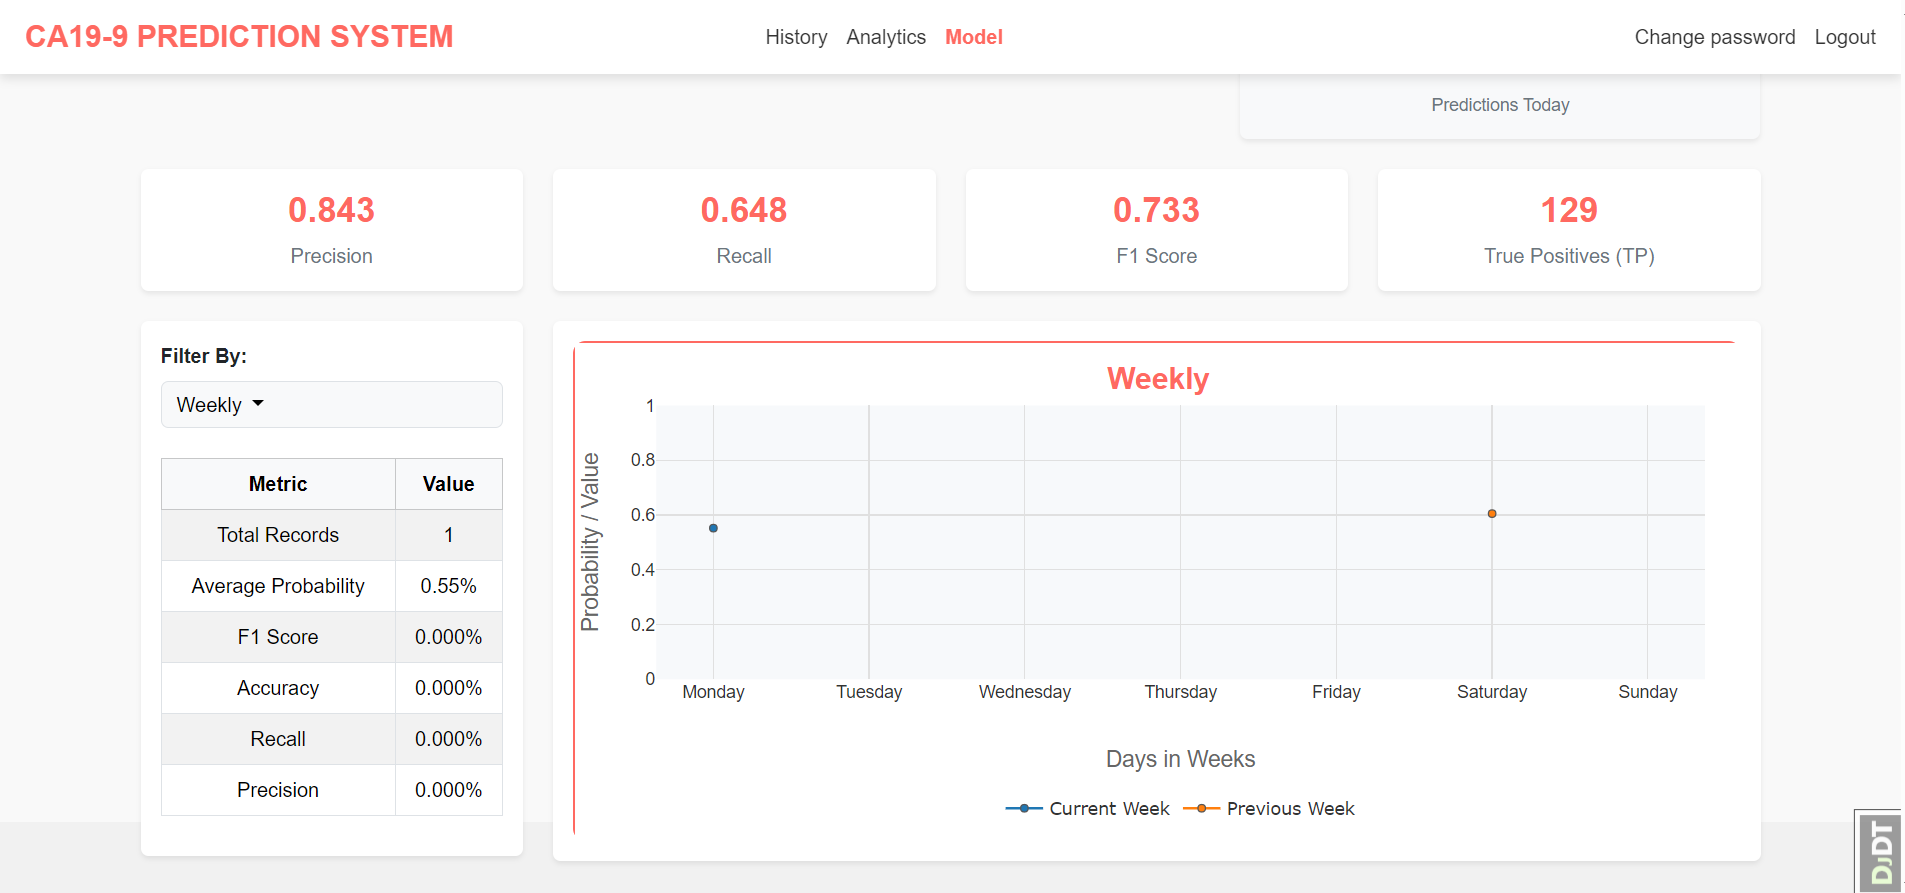 CA19-9 PREDICTION SYSTEM
History Analytics Model
Change password Logout
Predictions Today
0.843
Precision
0.648
Recall
0.733
F1 Score
129
True Positives (TP)
Filter By:
Weekly
Metric Value
Total Records 1
Average Probability 0.55%
F1 Score 0.000%
Accuracy 0.000%
Recall 0.000%
Precision 0.000%
Weekly
Probability / Value
1
0.8
0.6
0.4
0.2
0
Monday Tuesday Wednesday Thursday Friday Saturday Sunday
Days in Weeks
Current Week Previous Week
DjDT